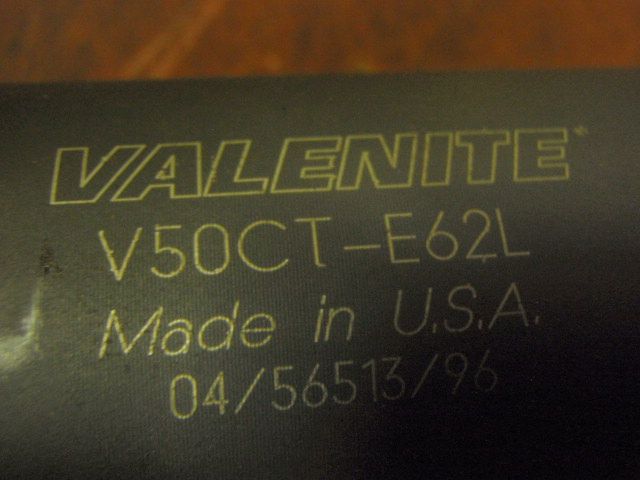 VALENITE
V50CT-E62L
Made in U.S.A.
04/56513/96